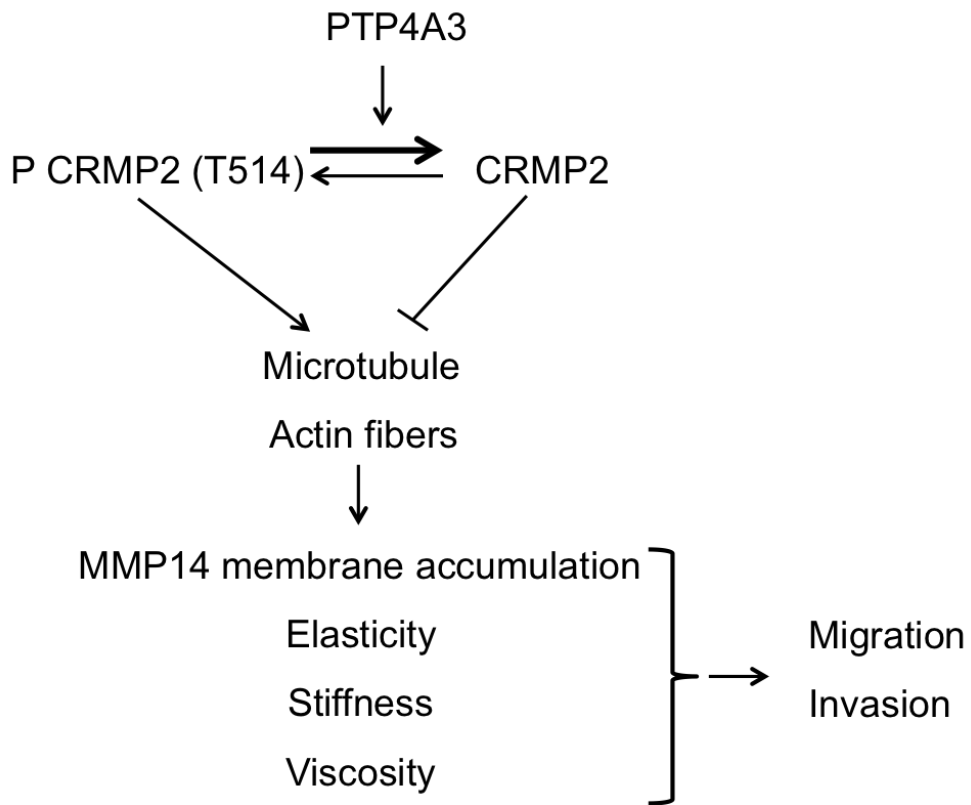 PTP4A3
P CRMP2 (T514)
CRMP2
Microtubule
Actin fibers
MMP14 membrane accumulation
Elasticity
Stiffness
Viscosity
Migration
Invasion